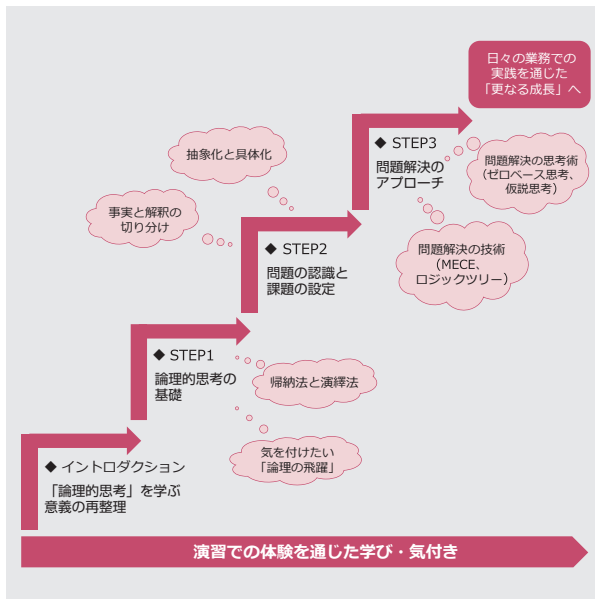 日々の業務での
実践を通じた
「更なる成長」へ
◆ STEP3
問題解決の
アプローチ
問題解決の思考術
（ゼロベース思考、
仮説思考）
問題解決の技術
（MECE、
ロジックツリー）
抽象化と具体化
事実と解釈の
切り分け
◆ STEP2
問題の認識と
課題の設定
◆ STEP1
論理的思考の
基礎
帰納法と演繹法
気を付けたい
「論理の飛躍」
◆ イントロダクション
「論理的思考」を学ぶ
意義の再整理
演習での体験を通じた学び・気付き